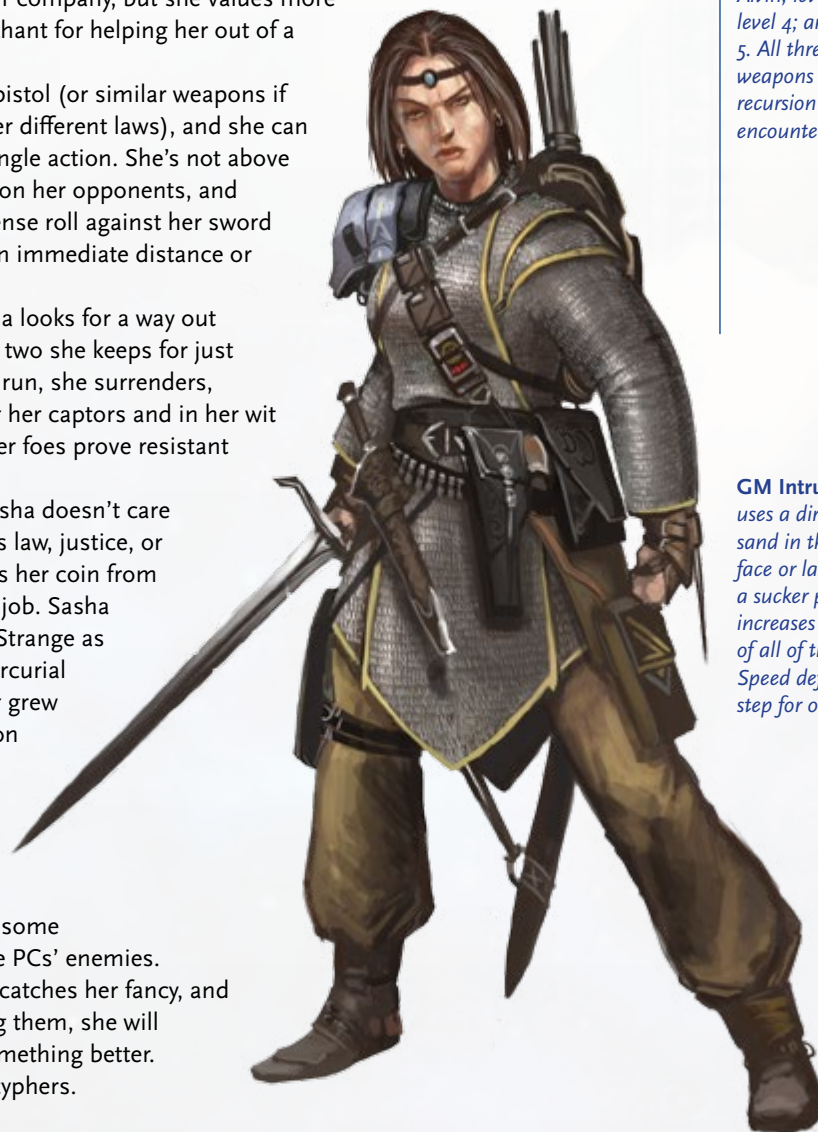 company, but she values more
hant for helping her out of a
pistol (or similar weapons if
er different laws), and she can
ngle action. She's not above
on her opponents, and
ense roll against her sword
n immediate distance or
a looks for a way out
two she keeps for just
run, she surrenders,
her captors and in her wit
er foes prove resistant
sha doesn't care
s law, justice, or
s her coin from
job. Sasha
Strange as
rcurial
grew
on
some
e PCs' enemies.
catches her fancy, and
g them, she will
mething better.
yphers.
level 4; ar
5. All thre
weapons
recursion
encounte
GM Intru
uses a dir
sand in th
face or la
a sucker p
increases
of all of th
Speed def
step for o